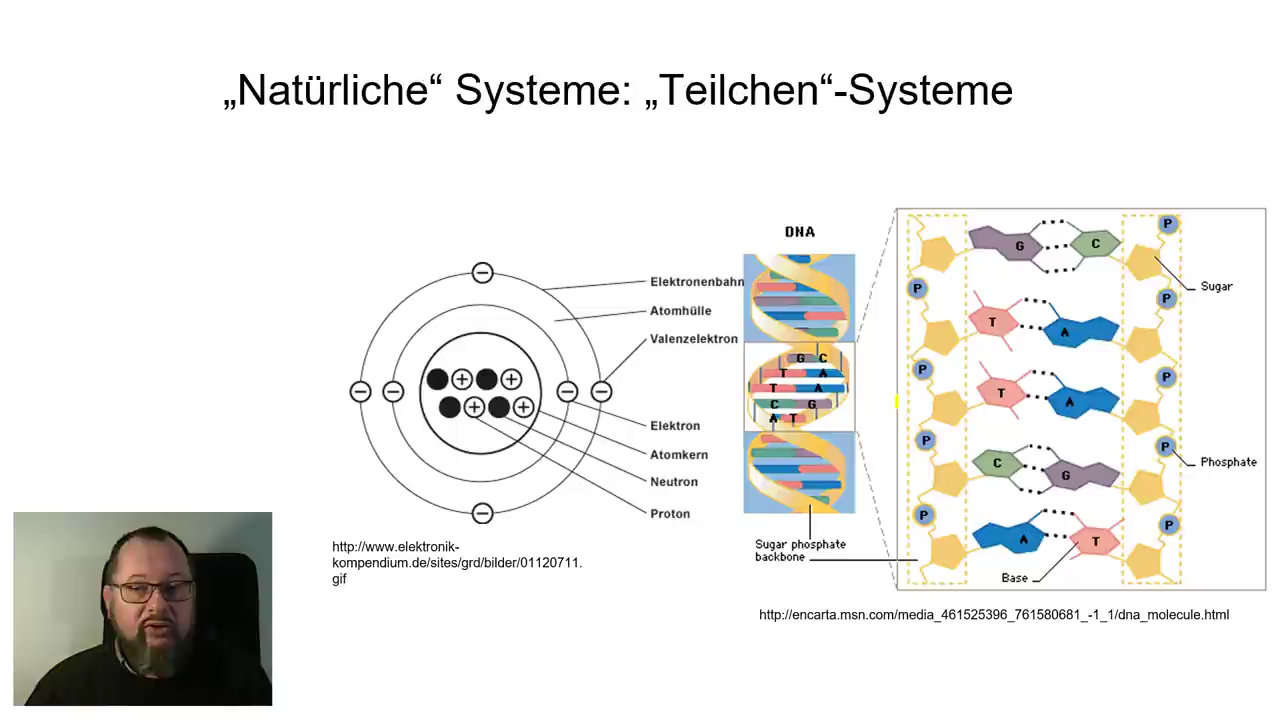 „Natürliche“ Systeme: „Teilchen“-Systeme
Elektronenbahn
Atomhülle
Valenzelektron
Elektron
Atomkern
Neutron
Proton
http://www.elektronik-
kompendium.de/sites/grd/bilder/01120711.
gif
DNA
G C
T A
T A
C G
A T
Sugar phosphate
backbone
P
G C
Sugar
P P
T A
P P
T A
P P
C G
Phosphate
P P
A T
Base
http://encarta.msn.com/media_461525396_761580681_-1_1/dna_molecule.html